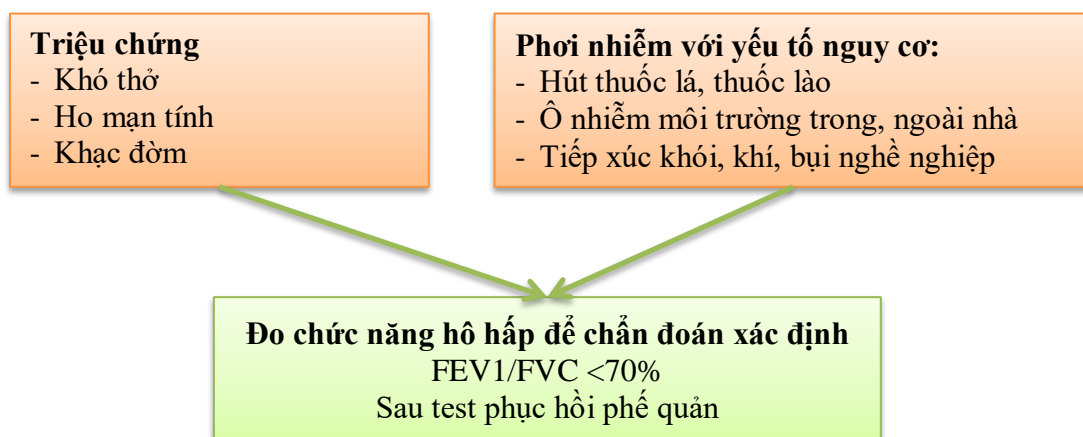 Triệu chứng
- Khó thở
- Ho mạn tính
- Khạc đờm
Phơi nhiễm với yếu tố nguy cơ:
- Hút thuốc lá, thuốc lào
- Ô nhiễm môi trường trong, ngoài nhà
- Tiếp xúc khói, khí, bụi nghề nghiệp
Đo chức năng hô hấp để chẩn đoán xác định
FEV1/FVC <70%
Sau test phục hồi phế quản